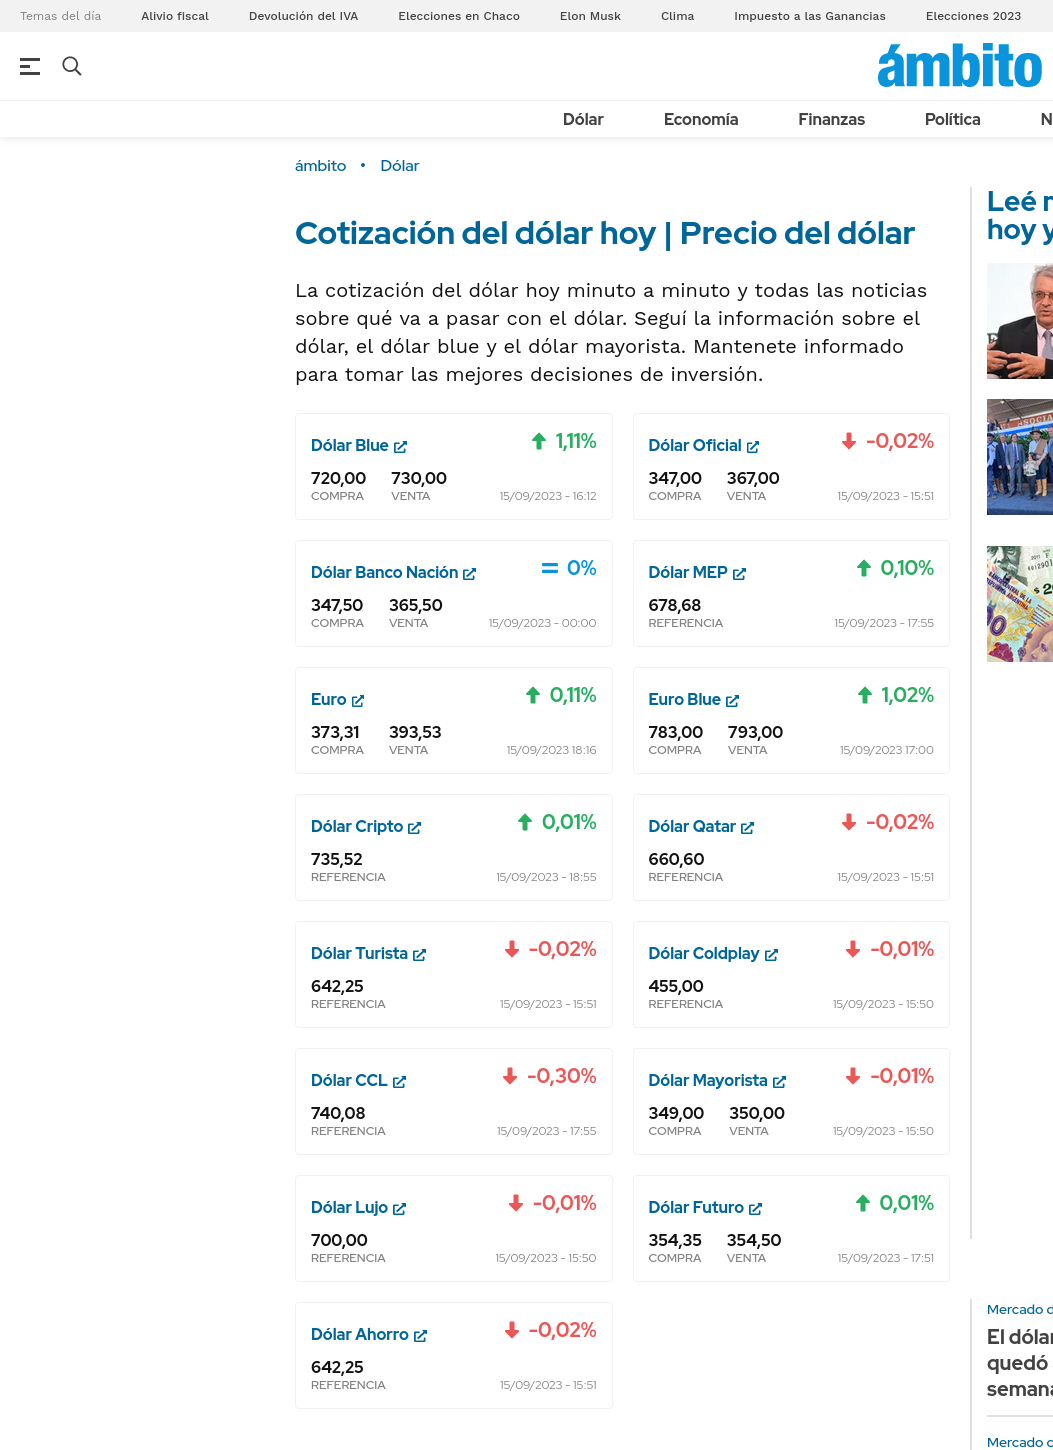 Temas del día Alivio fiscal Devolución del IVA Elecciones en Chaco Elon Musk Clima Impuesto a las Ganancias Elecciones 2023
ámbito
Dólar Economía Finanzas Política N
ámbito • Dólar
Cotización del dólar hoy | Precio del dólar
La cotización del dólar hoy minuto a minuto y todas las noticias
sobre qué va a pasar con el dólar. Seguí la información sobre el
dólar, el dólar blue y el dólar mayorista. Mantenete informado
para tomar las mejores decisiones de inversión.
Dólar Blue 1,11%
720,00 730,00
COMPRA VENTA 15/09/2023 - 16:12
Dólar Oficial -0,02%
347,00 367,00
COMPRA VENTA 15/09/2023 - 15:51
Dólar Banco Nación = 0%
347,50 365,50
COMPRA VENTA 15/09/2023 - 00:00
Dólar MEP 0,10%
678,68
REFERENCIA 15/09/2023 - 17:55
Euro 0,11%
373,31 393,53
COMPRA VENTA 15/09/2023 18:16
Euro Blue 1,02%
783,00 793,00
COMPRA VENTA 15/09/2023 17:00
Dólar Cripto 0,01%
735,52
REFERENCIA 15/09/2023 - 18:55
Dólar Qatar -0,02%
660,60
REFERENCIA 15/09/2023 - 15:51
Dólar Turista -0,02%
642,25
REFERENCIA 15/09/2023 - 15:51
Dólar Coldplay -0,01%
455,00
REFERENCIA 15/09/2023 - 15:50
Dólar CCL -0,30%
740,08
REFERENCIA 15/09/2023 - 17:55
Dólar Mayorista -0,01%
349,00 350,00
COMPRA VENTA 15/09/2023 - 15:50
Dólar Lujo -0,01%
700,00
REFERENCIA 15/09/2023 - 15:50
Dólar Futuro 0,01%
354,35 354,50
COMPRA VENTA 15/09/2023 - 17:51
Dólar Ahorro -0,02%
642,25
REFERENCIA 15/09/2023 - 15:51
Leé
hoy y
Mercado
El
quedó
Mercado